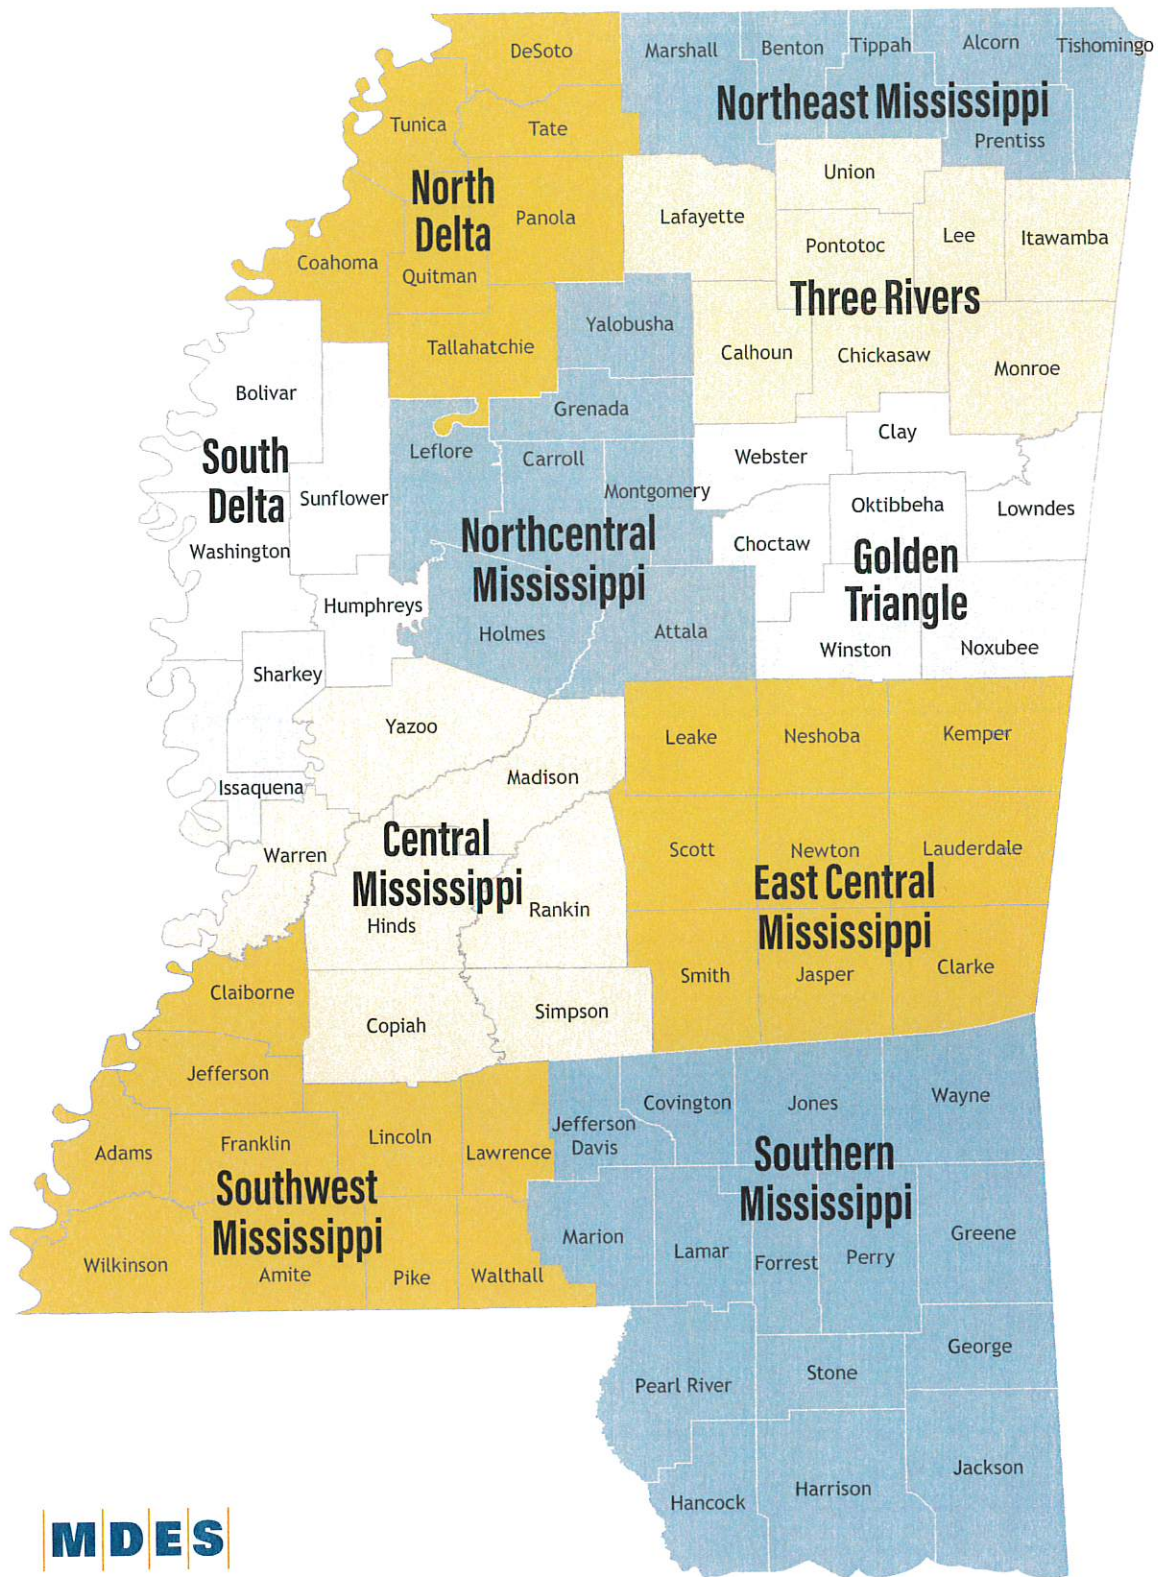 DeSoto
Marshall
Benton
Tippah
Alcorn
Tishomingo
Northeast Mississippi
Prentiss
Tunica
Tate
North
Delta
Panola
Coahoma
Quitman
Tallahatchie
Union
Lafayette
Pontotoc
Lee
Itawamba
Three Rivers
Calhoun
Chickasaw
Monroe
Yalobusha
Grenada
Leflore
Carroll
Montgomery
Northcentral
Mississippi
Holmes
Attala
Bolivar
South
Delta
Sunflower
Washington
Humphreys
Sharkey
Issaquena
Clay
Webster
Oktibbeha
Lowndes
Choctaw
Golden
Triangle
Winston
Noxubee
Yazoo
Madison
Warren
Central
Mississippi
Hinds
Rankin
Copiah
Simpson
Leake
Neshoba
Kemper
Scott
Newton
Lauderdale
East Central
Mississippi
Smith
Jasper
Clarke
Claiborne
Jefferson
Adams
Franklin
Lincoln
Lawrence
Southwest
Mississippi
Wilkinson
Amite
Pike
Walthall
Jefferson
Davis
Covington
Jones
Wayne
Southern
Mississippi
Marion
Lamar
Forrest
Perry
Greene
George
Stone
Pearl River
Jackson
Harrison
Hancock
MDES